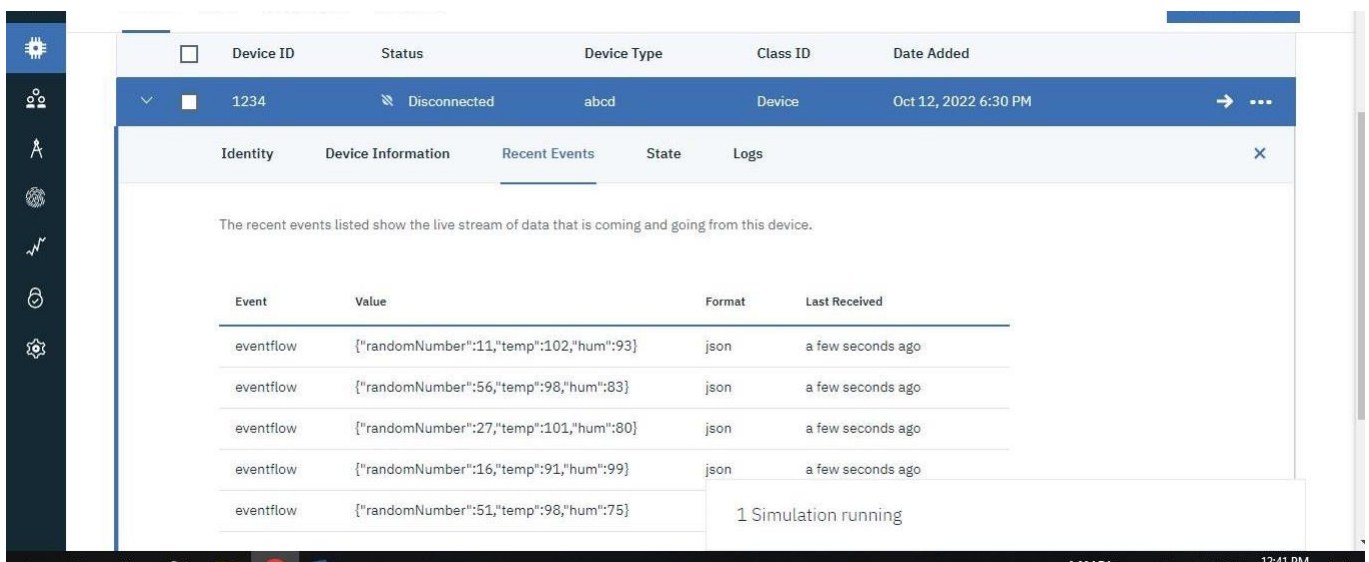 Device ID Status Device Type Class ID Date Added
1234 Disconnected abcd Device Oct 12, 2022 6:30 PM
Identity Device Information Recent Events State Logs
The recent events listed show the live stream of data that is coming and going from this device.
Event Value Format Last Received
eventflow {"randomNumber":11,"temp":102,"hum":93} json a few seconds ago
eventflow {"randomNumber":56,"temp":98,"hum":83} json a few seconds ago
eventflow {"randomNumber":27,"temp":101,"hum":80} json a few seconds ago
eventflow {"randomNumber":16,"temp":91,"hum":99} json a few seconds ago
eventflow {"randomNumber":51,"temp":98,"hum":75}
1 Simulation running
12:41 PM